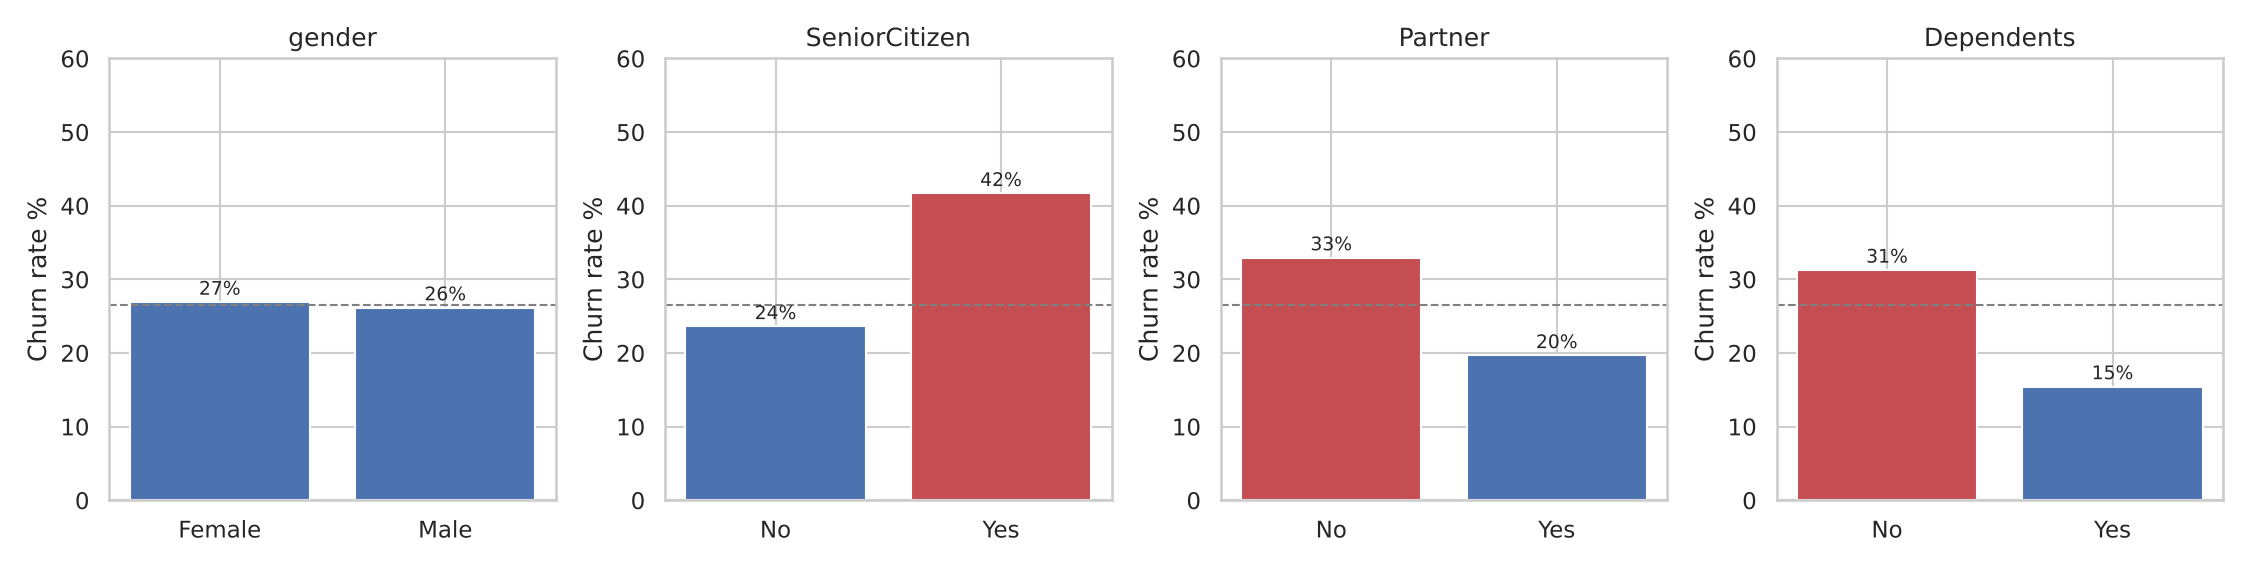 gender
60
50
40
30
20
10
0
Churn rate %
27%
26%
Female
Male
SeniorCitizen
60
50
40
30
20
10
0
Churn rate %
24%
42%
No
Yes
Partner
60
50
40
30
20
10
0
Churn rate %
33%
20%
No
Yes
Dependents
60
50
40
30
20
10
0
Churn rate %
31%
15%
No
Yes